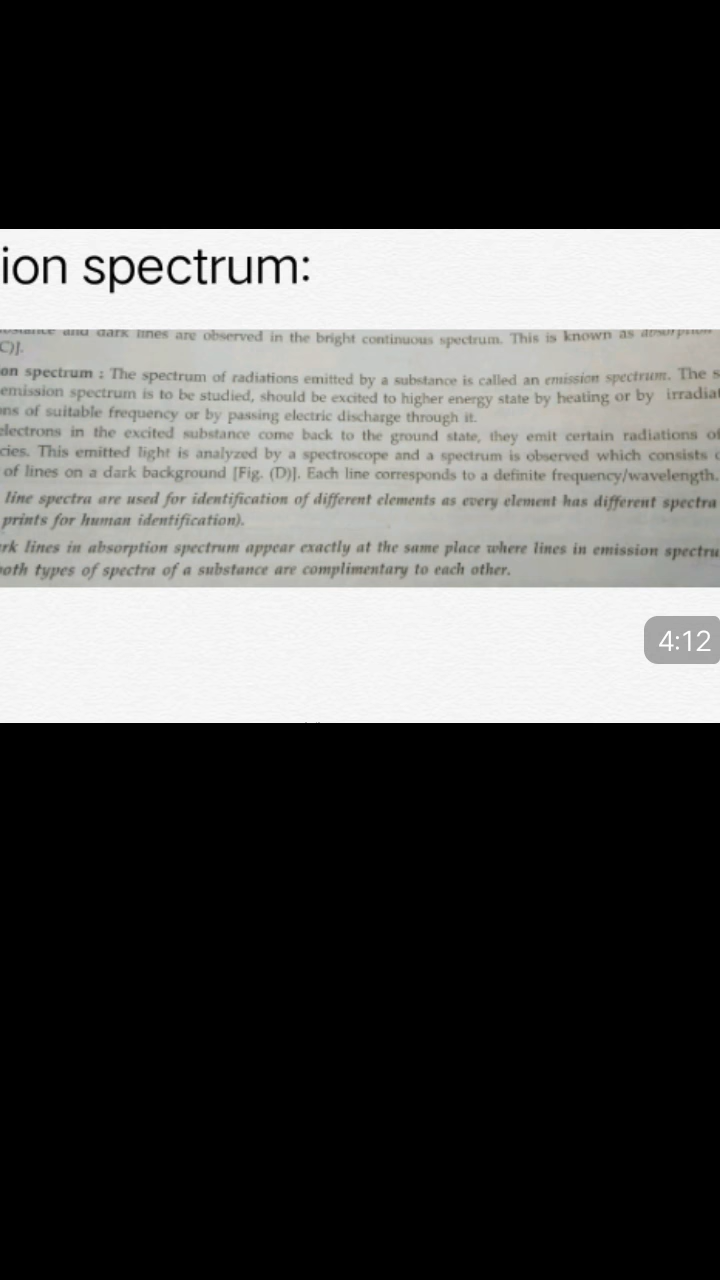 ion spectrum:
and dark lines are observed in the bright continuous spectrum. This is known as absorption
C)].
on spectrum : The spectrum of radiations emitted by a substance is called an emission spectrum. The s
emission spectrum is to be studied, should be excited to higher energy state by heating or by irradiat
ns of suitable frequency or by passing electric discharge through it.
electrons in the excited substance come back to the ground state, they emit certain radiations of
cies. This emitted light is analyzed by a spectroscope and a spectrum is observed which consists
of lines on a dark background [Fig. (D)]. Each line corresponds to a definite frequency/wavelength.
line spectra are used for identification of different elements as every element has different spectra
prints for human identification).
rk lines in absorption spectrum appear exactly at the same place where lines in emission spectru
oth types of spectra of a substance are complimentary to each other.
4:12